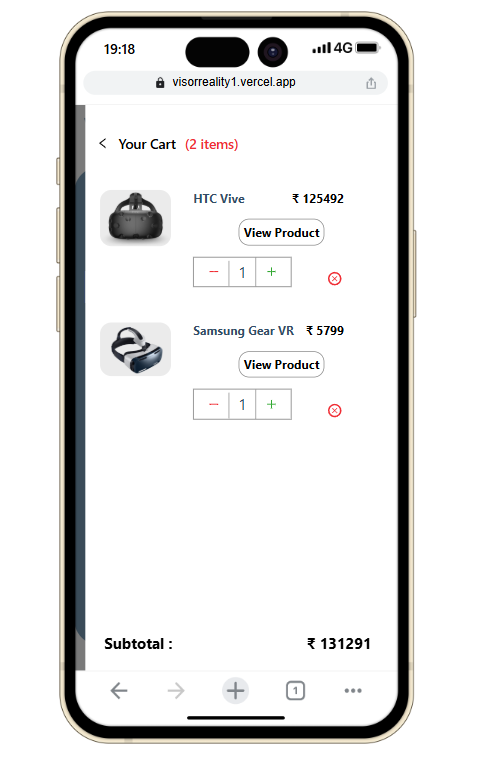 19:18 4G
visorreality1.vercel.app
Your Cart (2 items)
HTC Vive ₹ 125492
View Product
1
Samsung Gear VR ₹ 5799
View Product
1
Subtotal : ₹ 131291
1